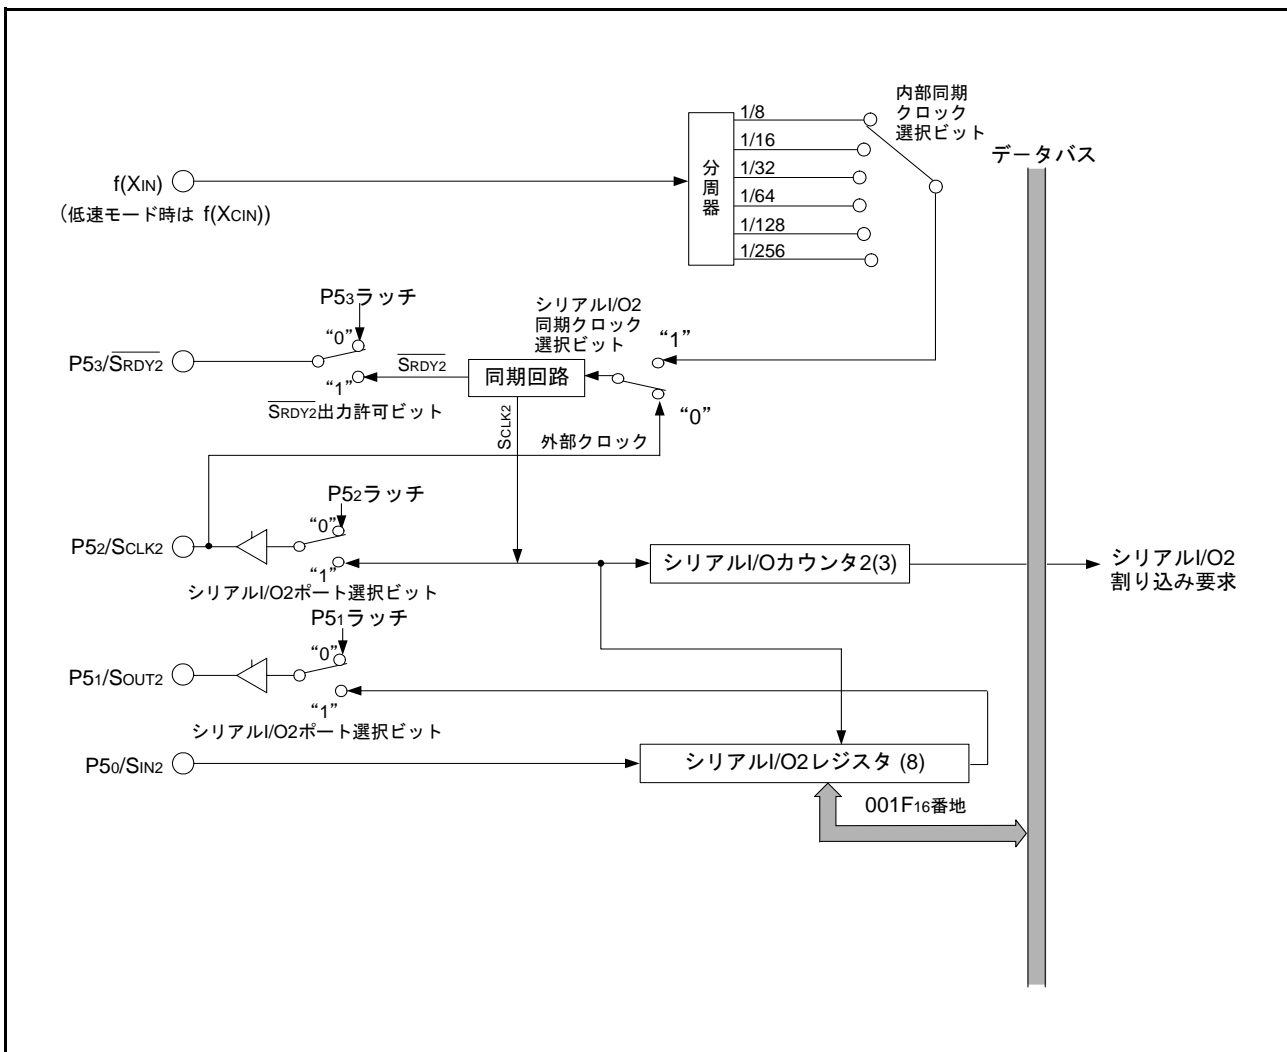 内部同期
クロック
選択ビット
データバス
1/8
1/16
1/32
1/64
1/128
1/256
分
周
器
f(XIN)
（低速モード時は f(XCIN)）
P53ラッチ
“0”
“1”
P53/SRDY2
SRDY2
SRDY2出力許可ビット
同期回路
シリアルI/O2
同期クロック
選択ビット
“1”
“0”
SCLK2
外部クロック
P52ラッチ
“0”
“1”
P52/SCLK2
シリアルI/O2ポート選択ビット
シリアルI/Oカウンタ2(3)
シリアルI/O2
割り込み要求
P51ラッチ
“0”
“1”
P51/SOUT2
シリアルI/O2ポート選択ビット
P50/SIN2
シリアルI/O2レジスタ (8)
001F16番地